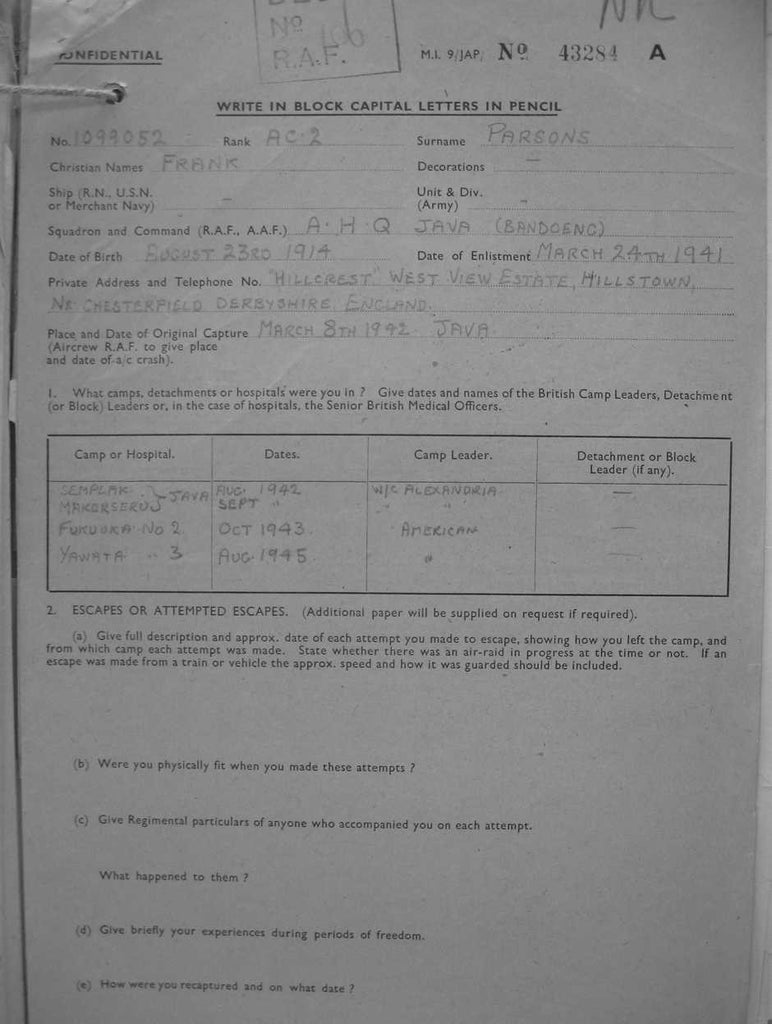 CONFIDENTIAL
Nº
R.A.F.
M.I. 9/JAP/ Nº 43284 A
WRITE IN BLOCK CAPITAL LETTERS IN PENCIL
No. 1099052 Rank AC 2 Surname PARSONS
Christian Names FRANK Decorations —
Ship (R.N., U.S.N. or Merchant Navy) — Unit & Div. (Army)
Squadron and Command (R.A.F., A.A.F.) A.H.Q JAVA (BANDOENG)
Date of Birth AUGUST 23RD 1914 Date of Enlistment MARCH 24TH 1941
Private Address and Telephone No. "HILLCREST" WEST VIEW ESTATE, HILLSTOWN,
NR CHESTERFIELD DERBYSHIRE, ENGLAND.
Place and Date of Original Capture MARCH 8TH 1942 JAVA
(Aircrew R.A.F. to give place
and date of a/c crash).
1. What camps, detachments or hospitals were you in ? Give dates and names of the British Camp Leaders, Detachment
(or Block) Leaders or, in the case of hospitals, the Senior British Medical Officers.
Camp or Hospital. Dates. Camp Leader. Detachment or Block Leader (if any).
SEMPLAK JAVA AUG 1942 W/C ALEXANDRIA —
SEPT "
FUKUOKA No 2 OCT 1943 AMERICAN —
YAWATA " 3 AUG. 1945 " —
2. ESCAPES OR ATTEMPTED ESCAPES. (Additional paper will be supplied on request if required).
(a) Give full description and approx. date of each attempt you made to escape, showing how you left the camp, and
from which camp each attempt was made. State whether there was an air-raid in progress at the time or not. If an
escape was made from a train or vehicle the approx. speed and how it was guarded should be included.
(b) Were you physically fit when you made these attempts ?
(c) Give Regimental particulars of anyone who accompanied you on each attempt.
What happened to them ?
(d) Give briefly your experiences during periods of freedom.
(e) How were you recaptured and on what date ?